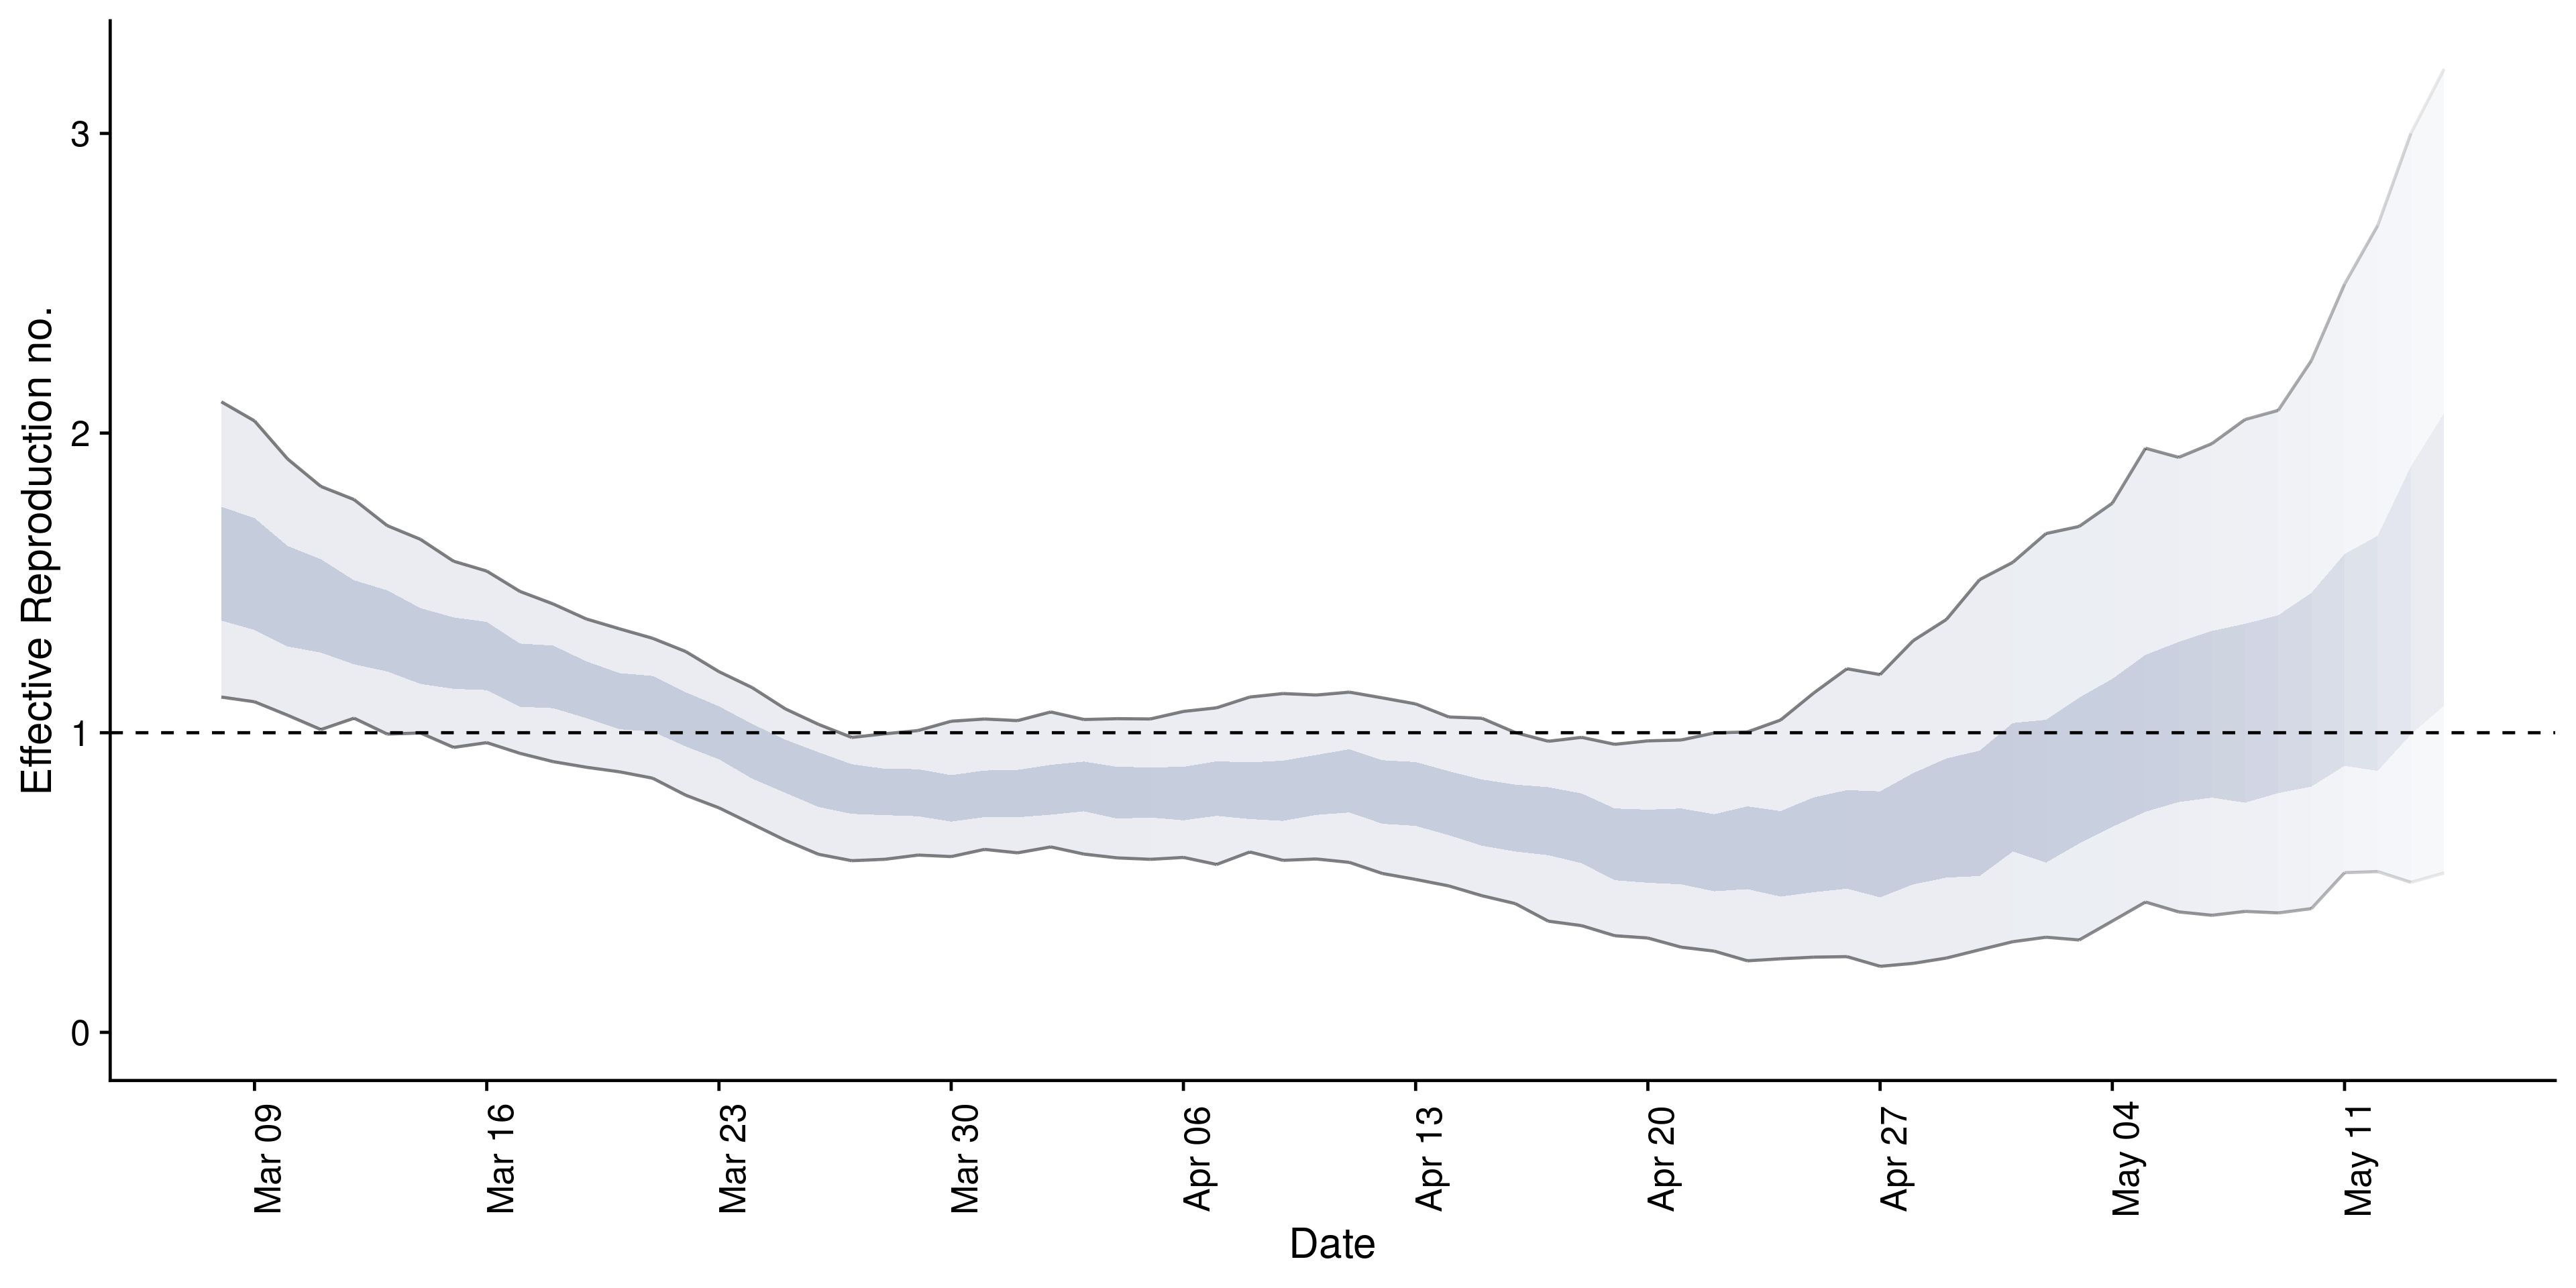 Effective Reproduction no.
3
2
1
0
Mar 09
Mar 16
Mar 23
Mar 30
Apr 06
Apr 13
Apr 20
Apr 27
May 04
May 11
Date